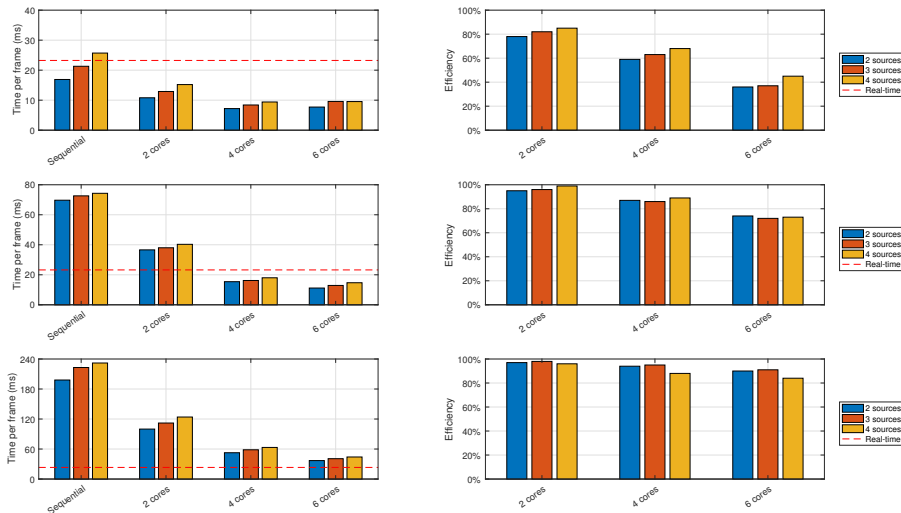 Time per frame (ms)
40
30
20
10
0
Sequential
2 cores
4 cores
6 cores
Efficiency
100%
80%
60%
40%
20%
0%
2 cores
4 cores
6 cores
2 sources
3 sources
4 sources
Real-time
Time per frame (ms)
80
60
40
20
0
Sequential
2 cores
4 cores
6 cores
Efficiency
100%
80%
60%
40%
20%
0%
2 cores
4 cores
6 cores
2 sources
3 sources
4 sources
Real-time
Time per frame (ms)
240
180
120
60
0
Sequential
2 cores
4 cores
6 cores
Efficiency
100%
80%
60%
40%
20%
0%
2 cores
4 cores
6 cores
2 sources
3 sources
4 sources
Real-time